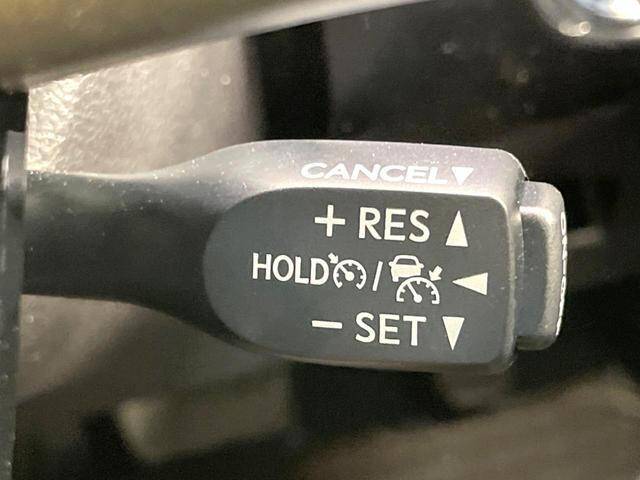 CANCEL▼
+ RES ▲
HOLD / ◀
− SET ▼